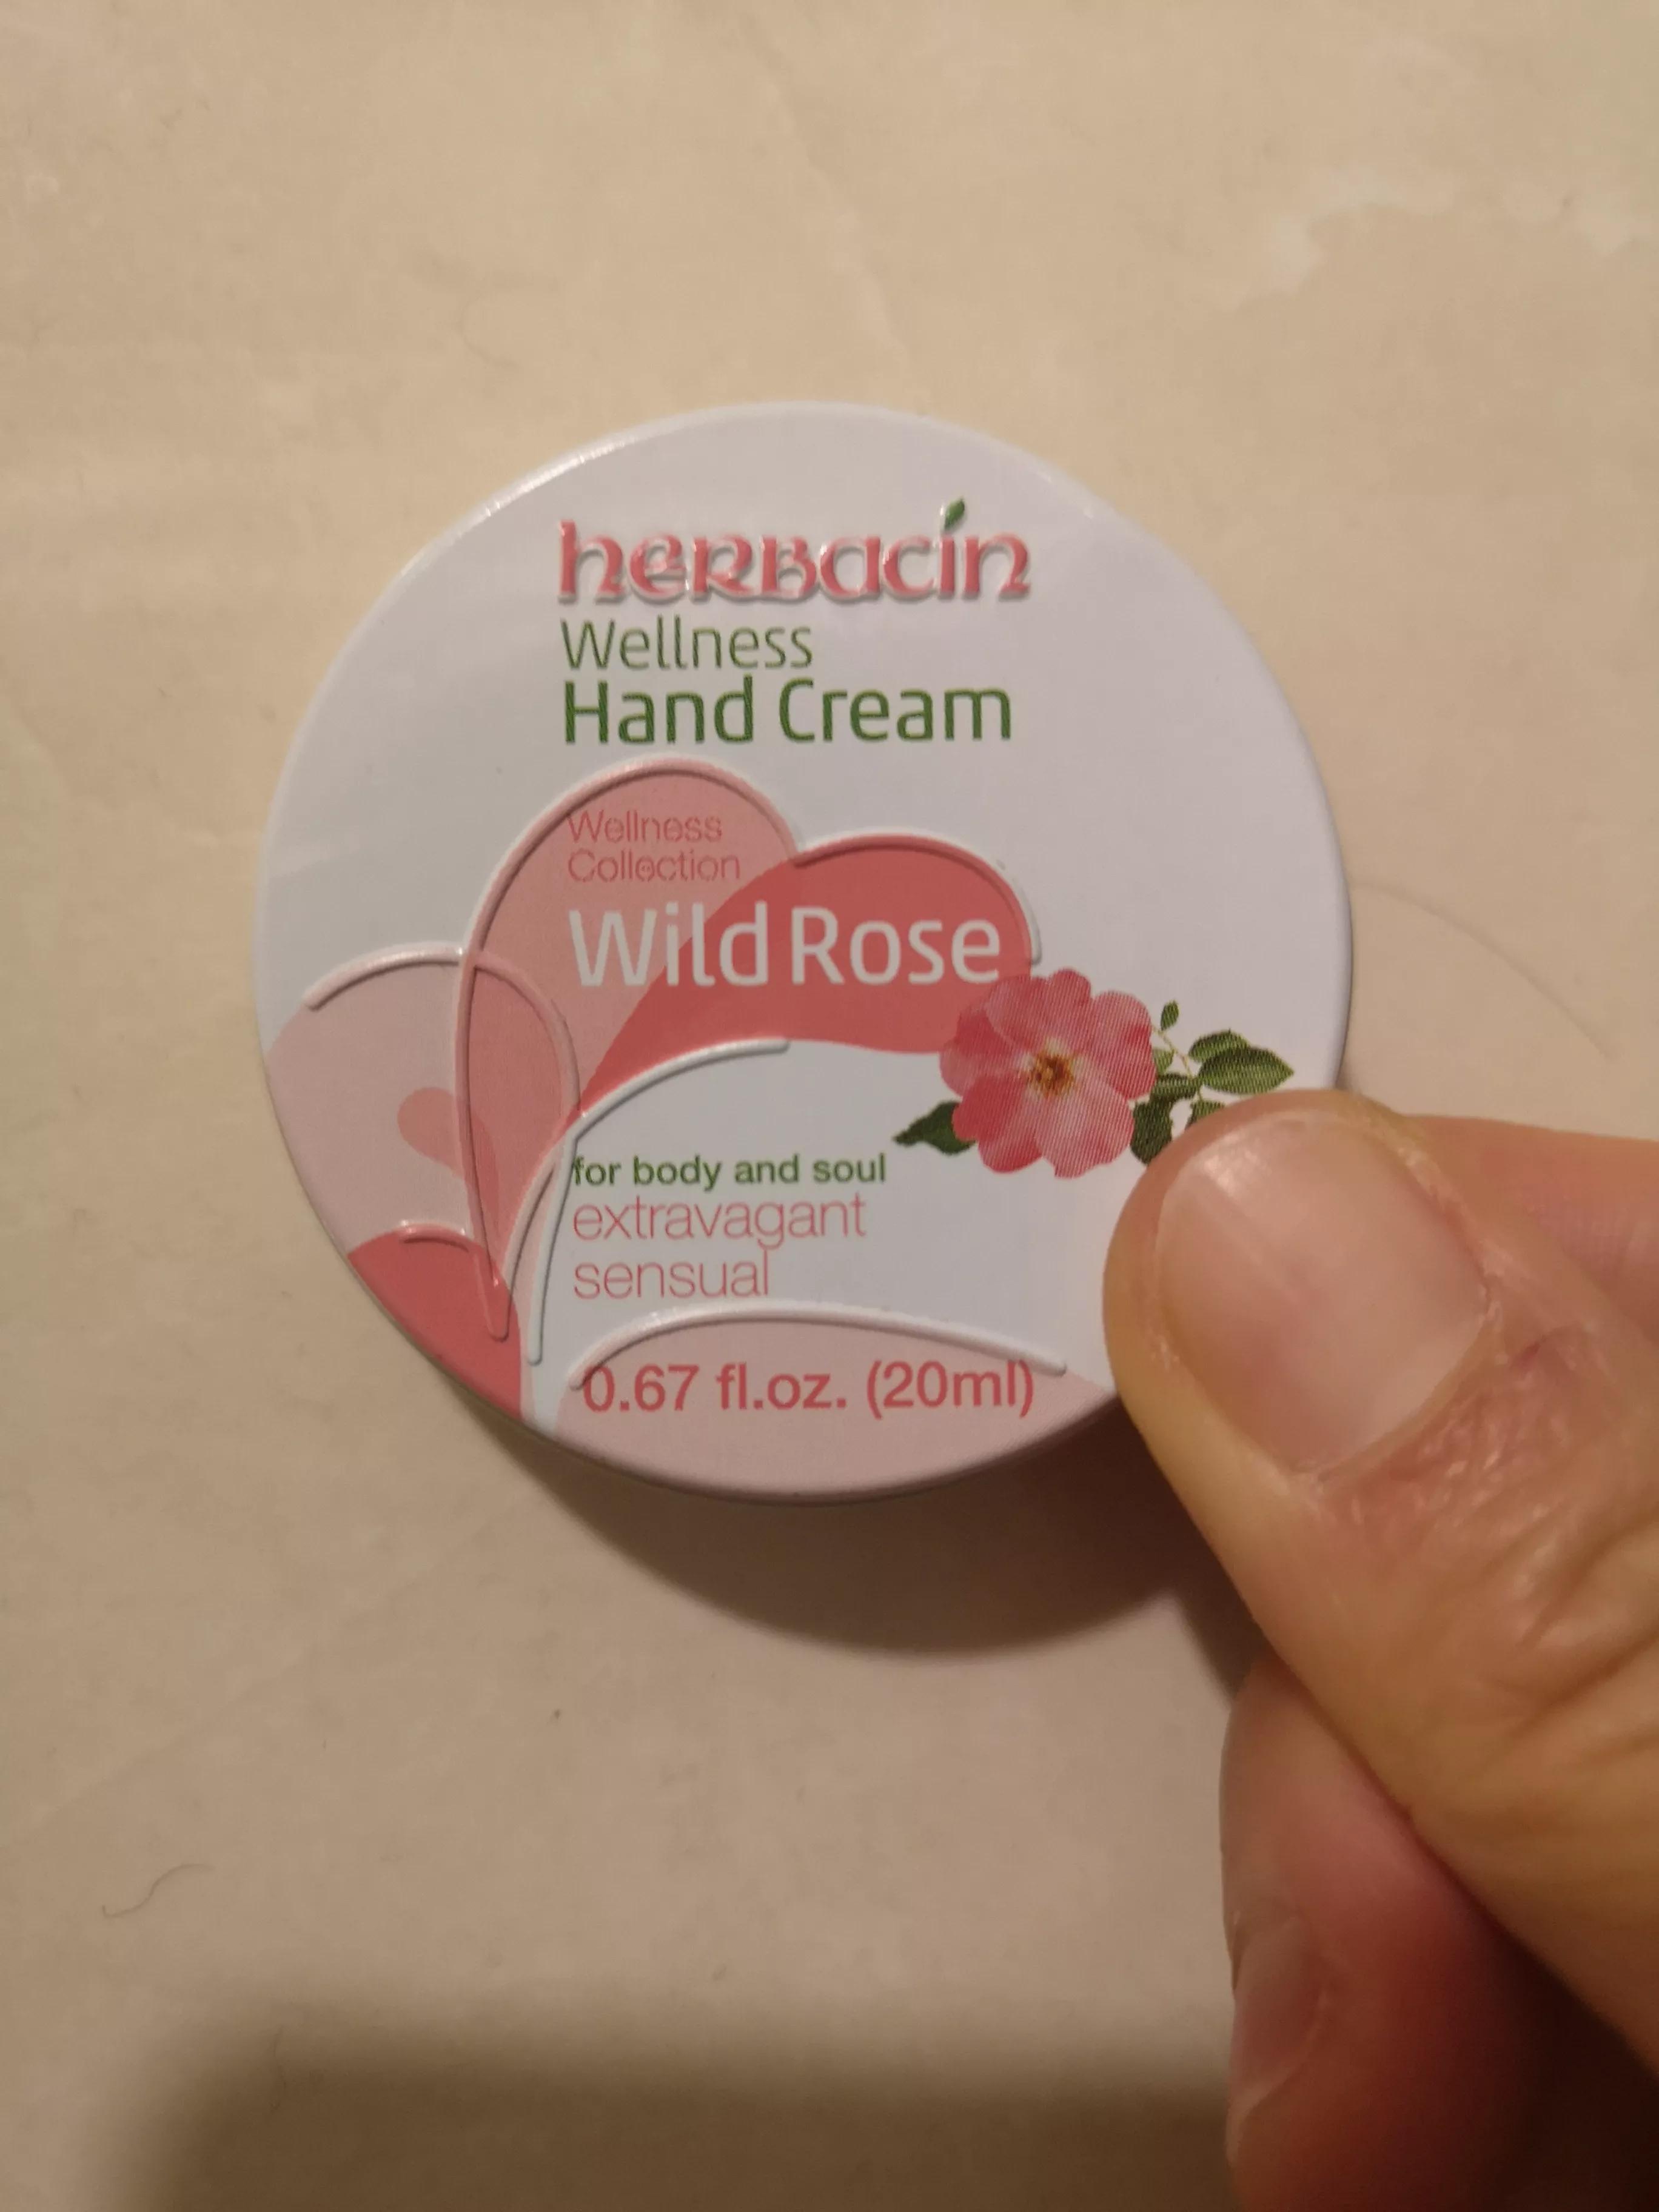 herbacin
Wellness
Hand Cream
Wellness
Collection
Wild Rose
for body and soul
extravagant
sensual
0.67 fl.oz. (20ml)